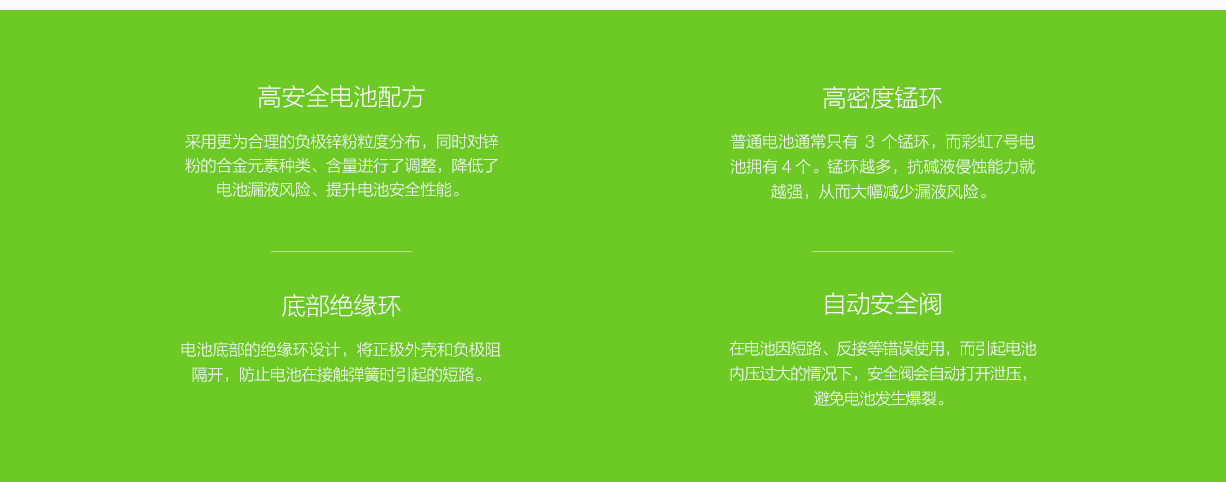 高安全电池配方
采用更为合理的负极锌粉粒度分布，同时对锌
粉的合金元素种类、含量进行了调整，降低了
电池漏液风险、提升电池安全性能。
高密度锰环
普通电池通常只有 3 个锰环，而彩虹7号电
池拥有 4 个。锰环越多，抗碱液侵蚀能力就
越强，从而大幅减少漏液风险。
底部绝缘环
电池底部的绝缘环设计，将正极外壳和负极阻
隔开，防止电池在接触弹簧时引起的短路。
自动安全阀
在电池因短路、反接等错误使用，而引起电池
内压过大的情况下，安全阀会自动打开泄压，
避免电池发生爆裂。